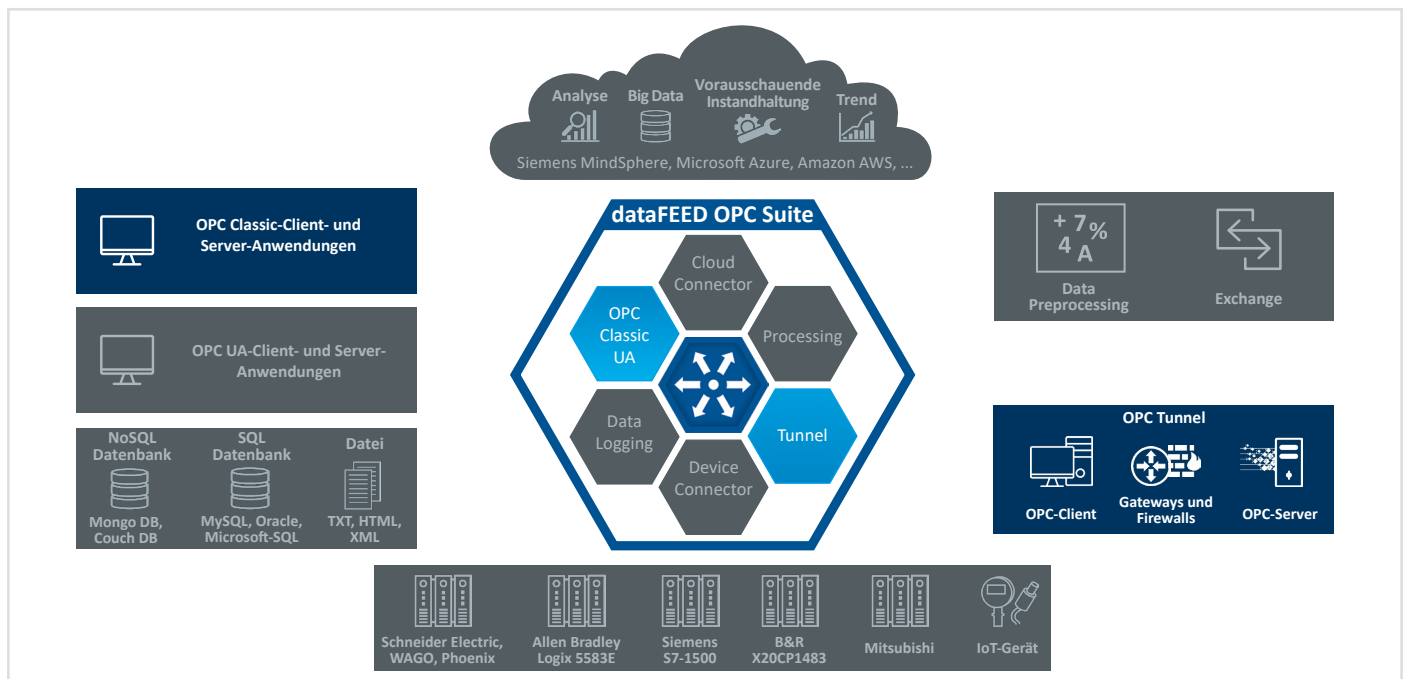 Analyse
Big Data
Vorausschauende
Instandhaltung
Trend
Siemens MindSphere, Microsoft Azure, Amazon AWS, ...
OPC Classic-Client- und
Server-Anwendungen
OPC UA-Client- und Server-
Anwendungen
NoSQL
Datenbank
SQL
Datenbank
Datei
Mongo DB,
Couch DB
MySQL, Oracle,
Microsoft-SQL
TXT, HTML,
XML
dataFEED OPC Suite
Cloud
Connector
OPC
Classic
UA
Processing
Data
Logging
Tunnel
Device
Connector
+ 7%
4 A
Data
Preprocessing
Exchange
OPC Tunnel
OPC-Client
Gateways und
Firewalls
OPC-Server
Schneider Electric,
WAGO, Phoenix
Allen Bradley
Logix 5583E
Siemens
S7-1500
B&R
X20CP1483
Mitsubishi
IoT-Gerät